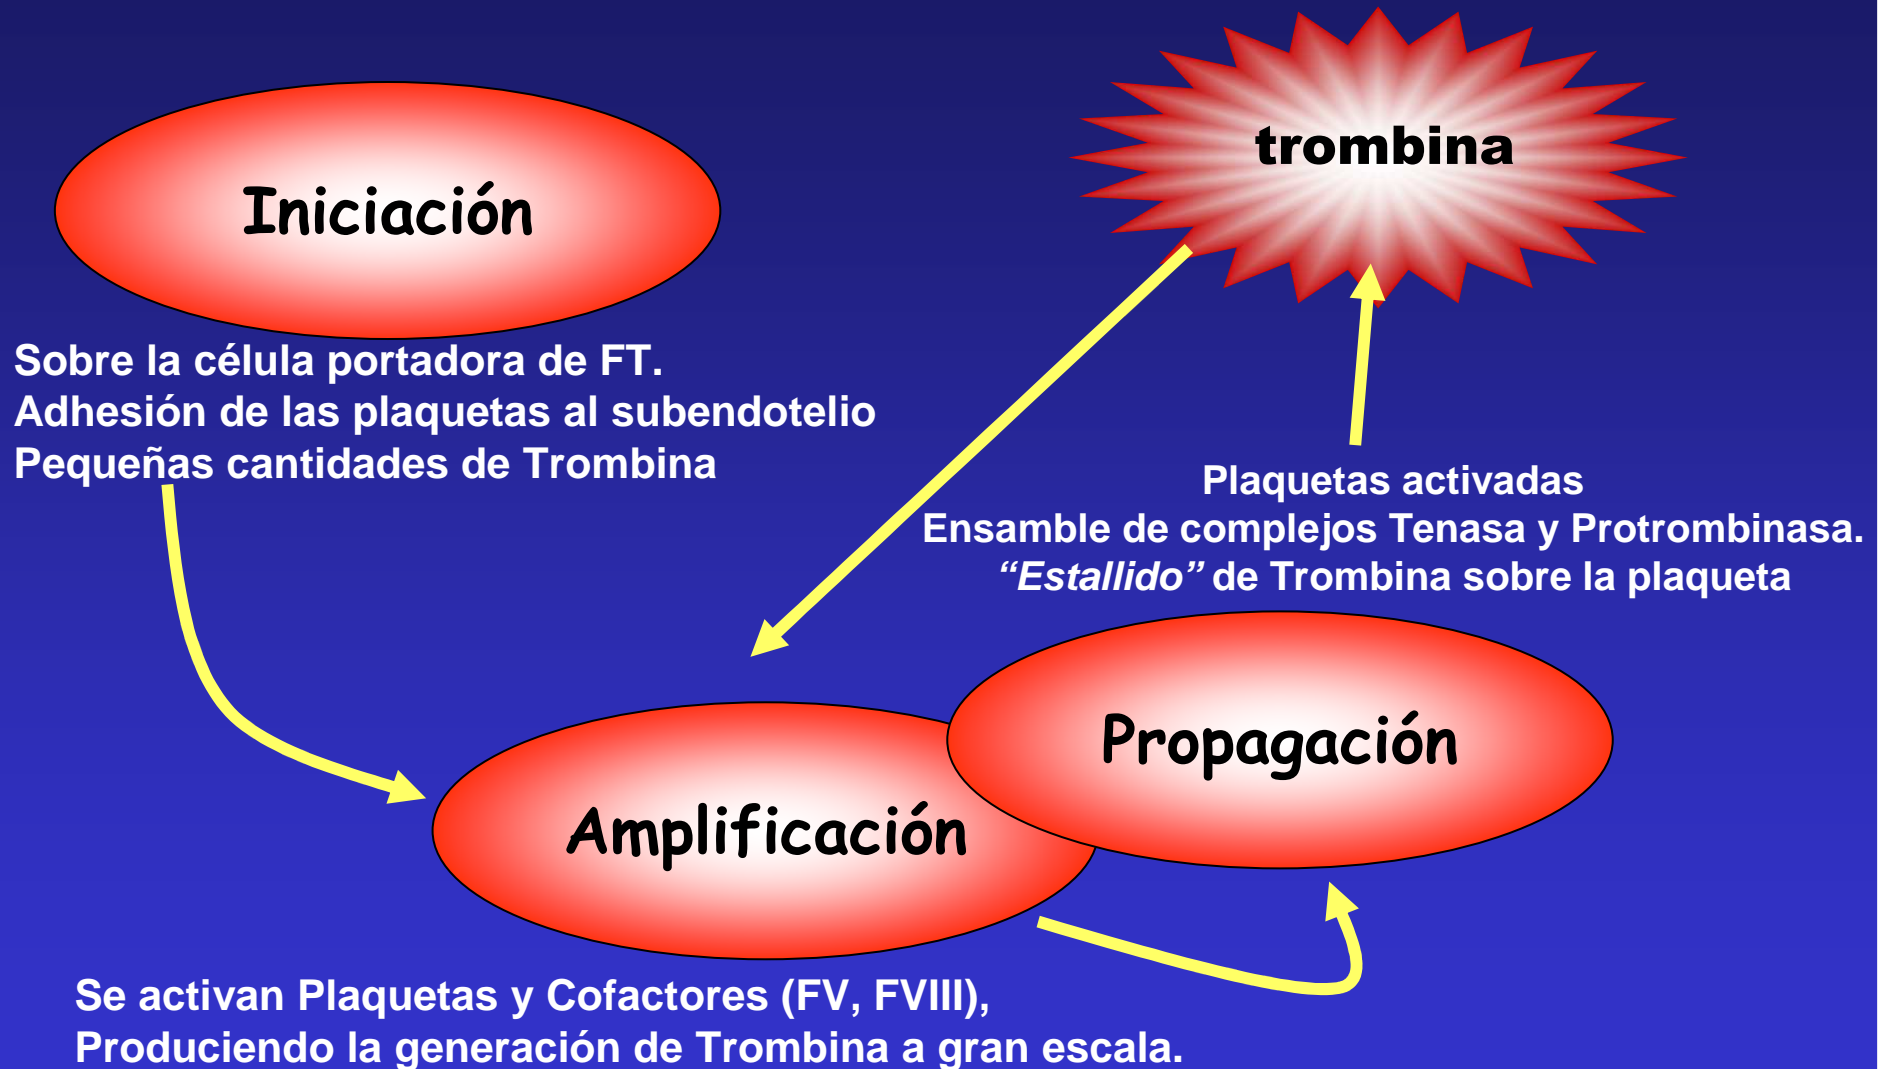 Iniciación
Sobre la célula portadora de FT.
Adhesión de las plaquetas al subendotelio
Pequeñas cantidades de Trombina
trombina
Plaquetas activadas
Ensamble de complejos Tenasa y Protrombinasa.
“Estallido” de Trombina sobre la plaqueta
Propagación
Amplificación
Se activan Plaquetas y Cofactores (FV, FVIII),
Produciendo la generación de Trombina a gran escala.